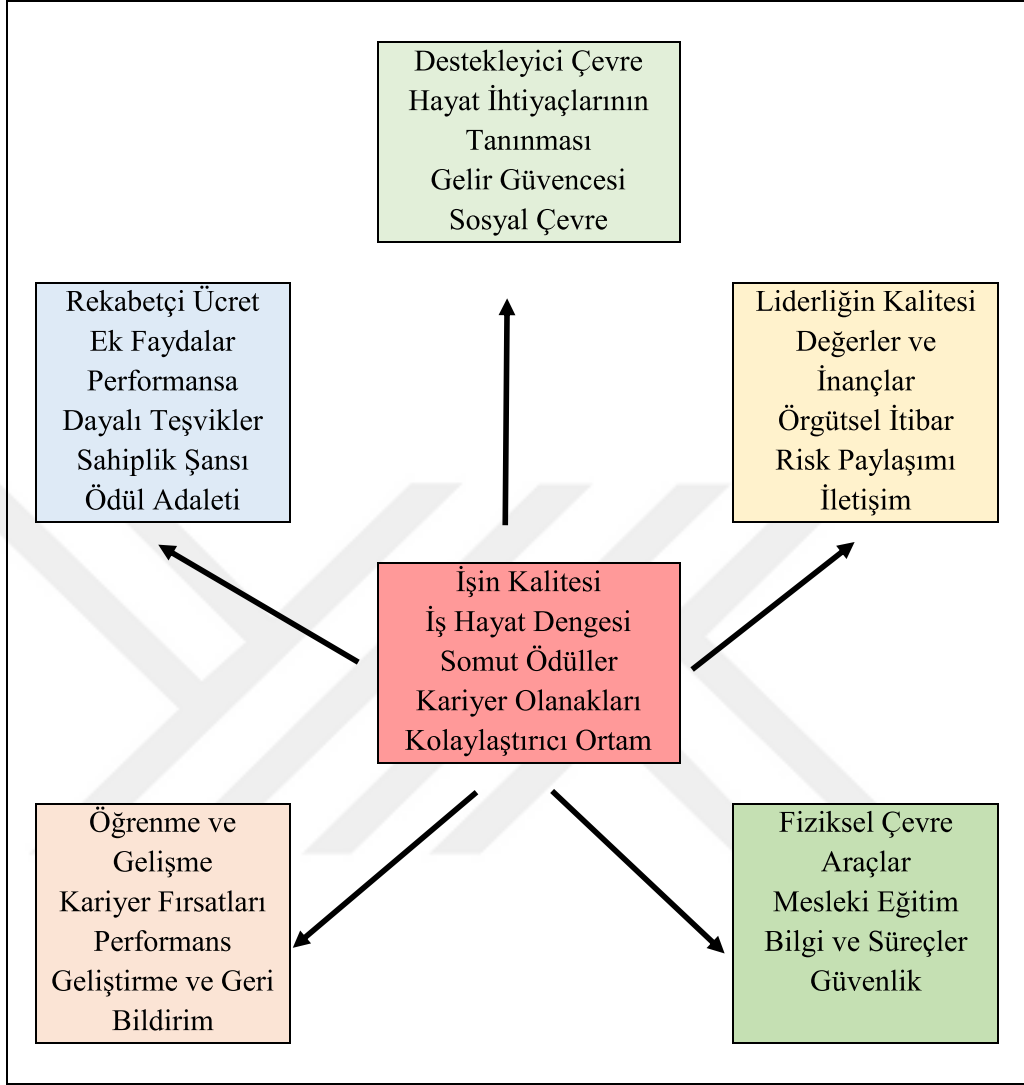 Destekleyici Çevre
Hayat İhtiyaçlarının
Tanınması
Gelir Güvencesi
Sosyal Çevre
Rekabetçi Ücret
Ek Faydalar
Performansa
Dayalı Teşvikler
Sahiplik Şansı
Ödül Adaleti
Liderliğin Kalitesi
Değerler ve
İnançlar
Örgütsel İtibar
Risk Paylaşımı
İletişim
İşin Kalitesi
İş Hayat Dengesi
Somut Ödüller
Kariyer Olanakları
Kolaylaştırıcı Ortam
Öğrenme ve
Gelişme
Kariyer Fırsatları
Performans
Geliştirme ve Geri
Bildirim
Fiziksel Çevre
Araçlar
Mesleki Eğitim
Bilgi ve Süreçler
Güvenlik